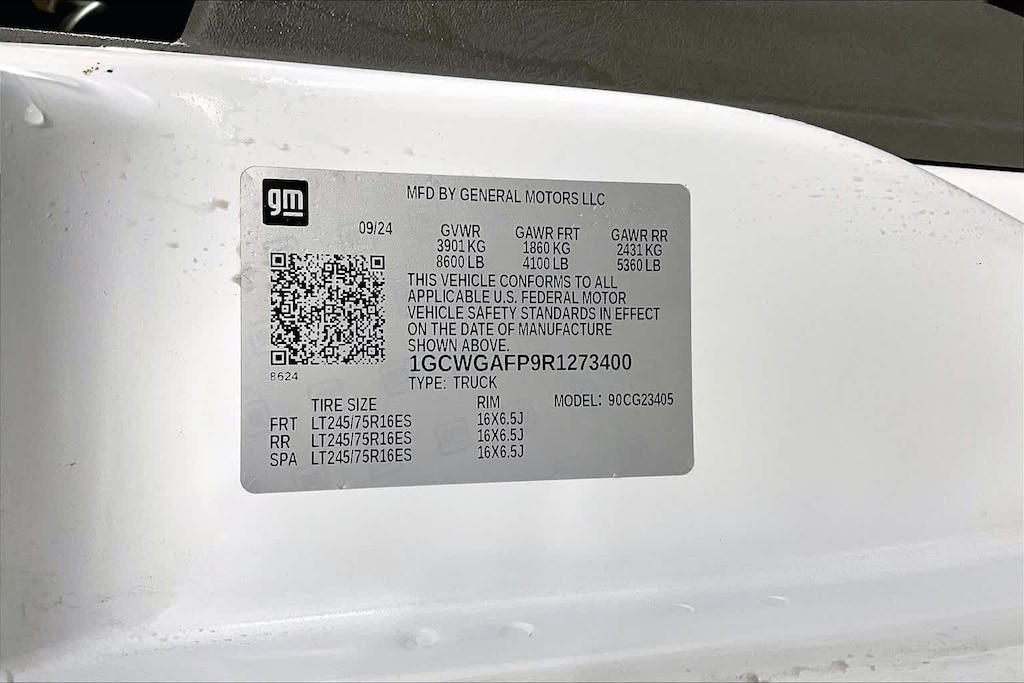 gm
MFD BY GENERAL MOTORS LLC
09/24 GVWR GAWR FRT GAWR RR
3901 KG 1860 KG 2431 KG
8600 LB 4100 LB 5360 LB
THIS VEHICLE CONFORMS TO ALL
APPLICABLE U.S. FEDERAL MOTOR
VEHICLE SAFETY STANDARDS IN EFFECT
ON THE DATE OF MANUFACTURE
SHOWN ABOVE.
1GCWGAFP9R1273400
8624
TYPE: TRUCK
TIRE SIZE RIM MODEL: 90CG23405
FRT LT245/75R16ES 16X6.5J
RR LT245/75R16ES 16X6.5J
SPA LT245/75R16ES 16X6.5J